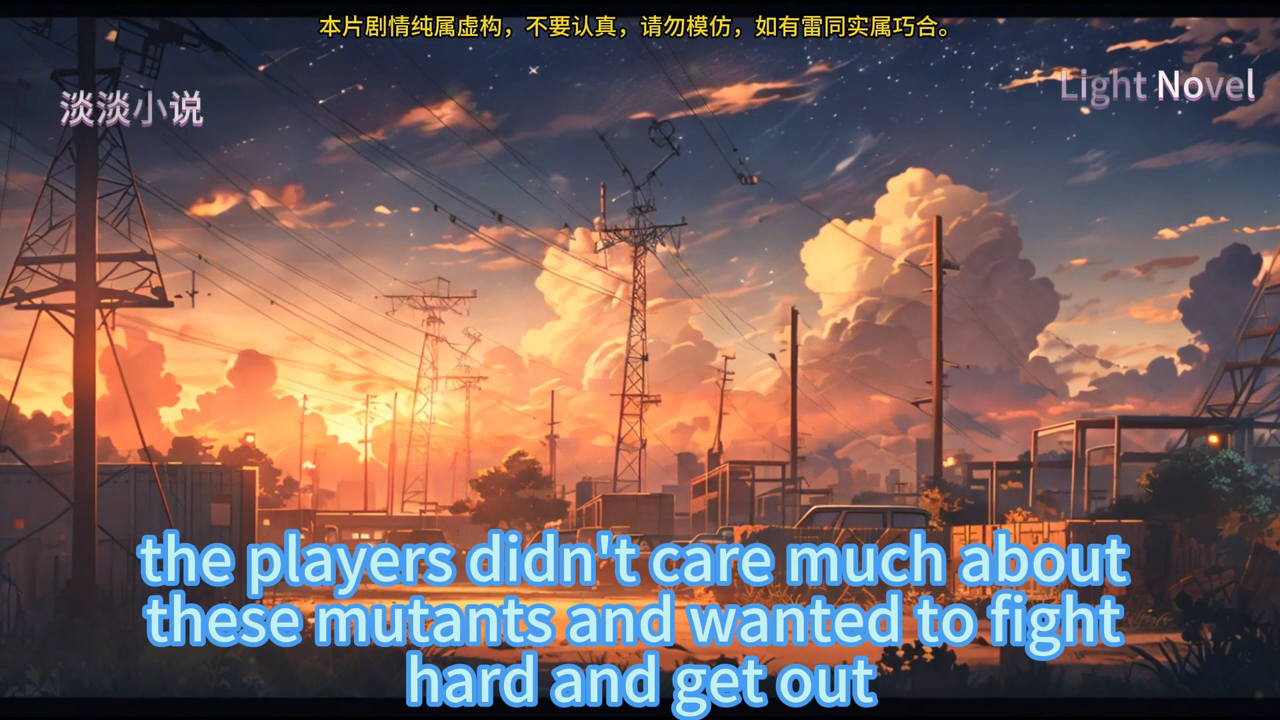 本片剧情纯属虚构，不要认真，请勿模仿，如有雷同实属巧合。
淡淡小说
Light Novel
the players didn't care much about
these mutants and wanted to fight
hard and get out